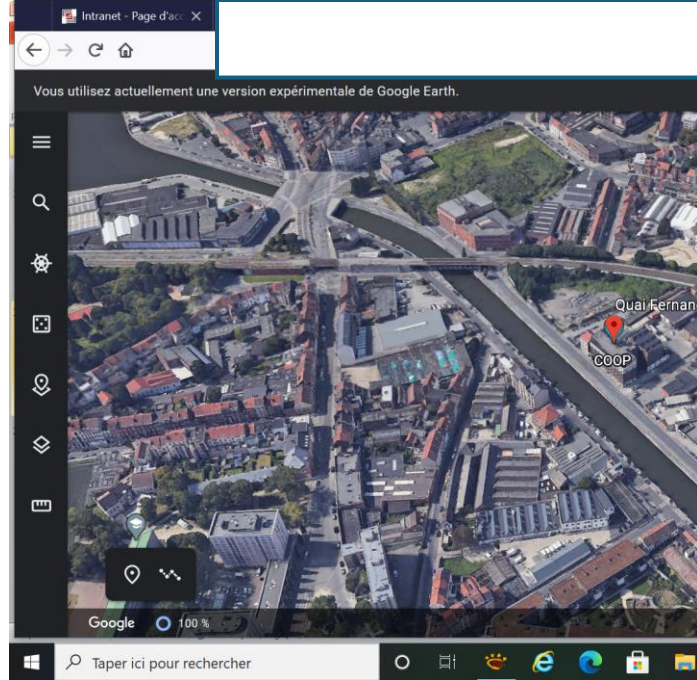 Intranet - Page d'acc
Vous utilisez actuellement une version expérimentale de Google Earth.
Quai Fernan
COOP
Google
100 %
Taper ici pour rechercher